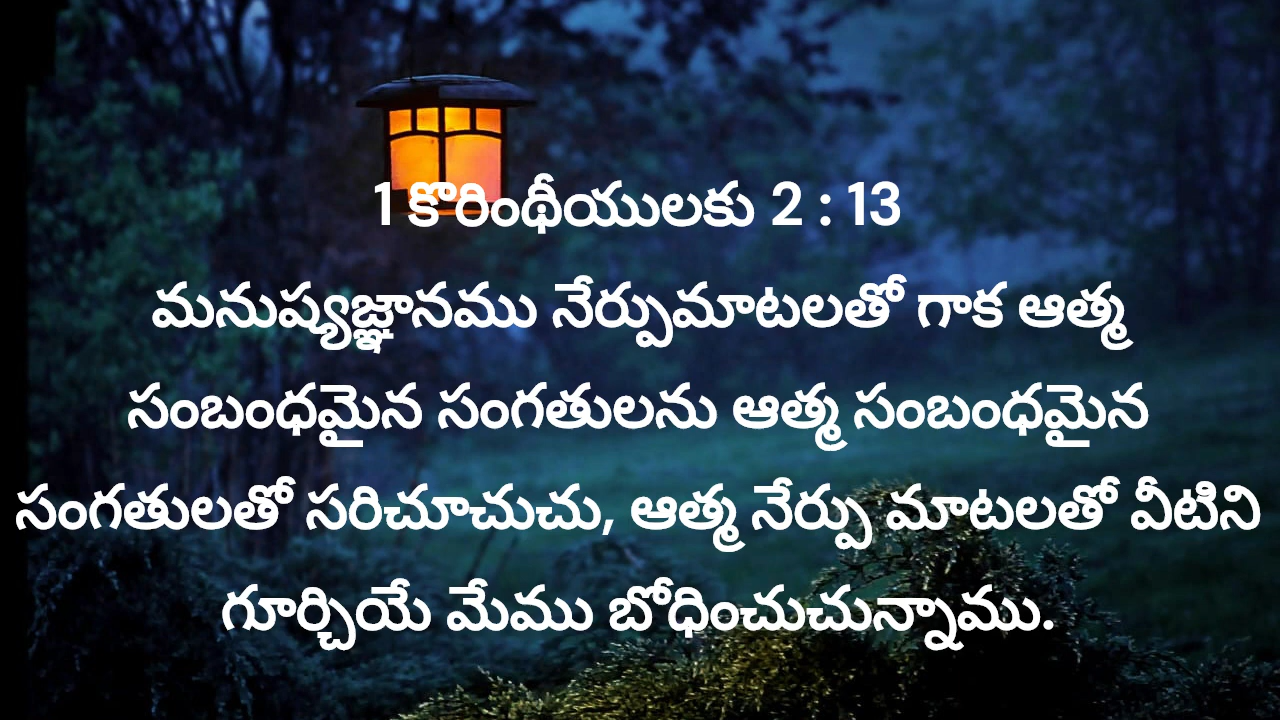 1 కొరింథీయులకు 2 : 13
మనుష్యజ్ఞానము నేర్పుమాటలతో గాక ఆత్మ
సంబంధమైన సంగతులను ఆత్మ సంబంధమైన
సంగతులతో సరిచూచుచు, ఆత్మ నేర్పు మాటలతో వీటిని
గూర్చియే మేము బోధించుచున్నాము.